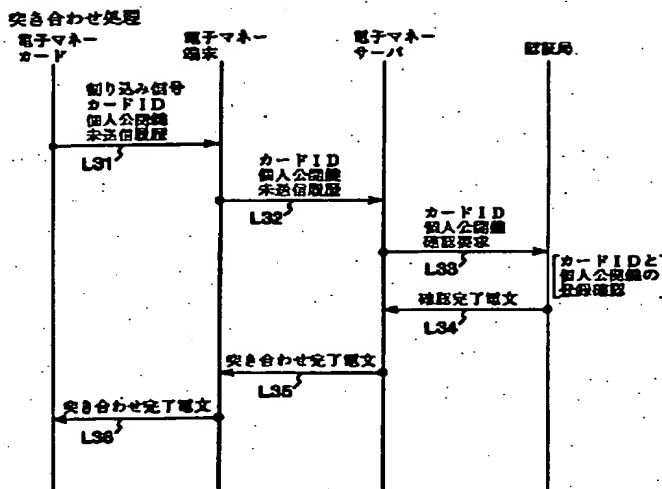 突き合わせ処理
電子マネー
カード
電子マネー
端末
電子マネー
サーバ
認証局
割り込み信号
カードID
個人公開鍵
未送信履歴
L31
カードID
個人公開鍵
未送信履歴
L32
カードID
個人公開鍵
確認要求
L33
カードIDと
個人公開鍵の
登録確認
確認完了電文
L34
突き合わせ完了電文
L35
突き合わせ完了電文
L36